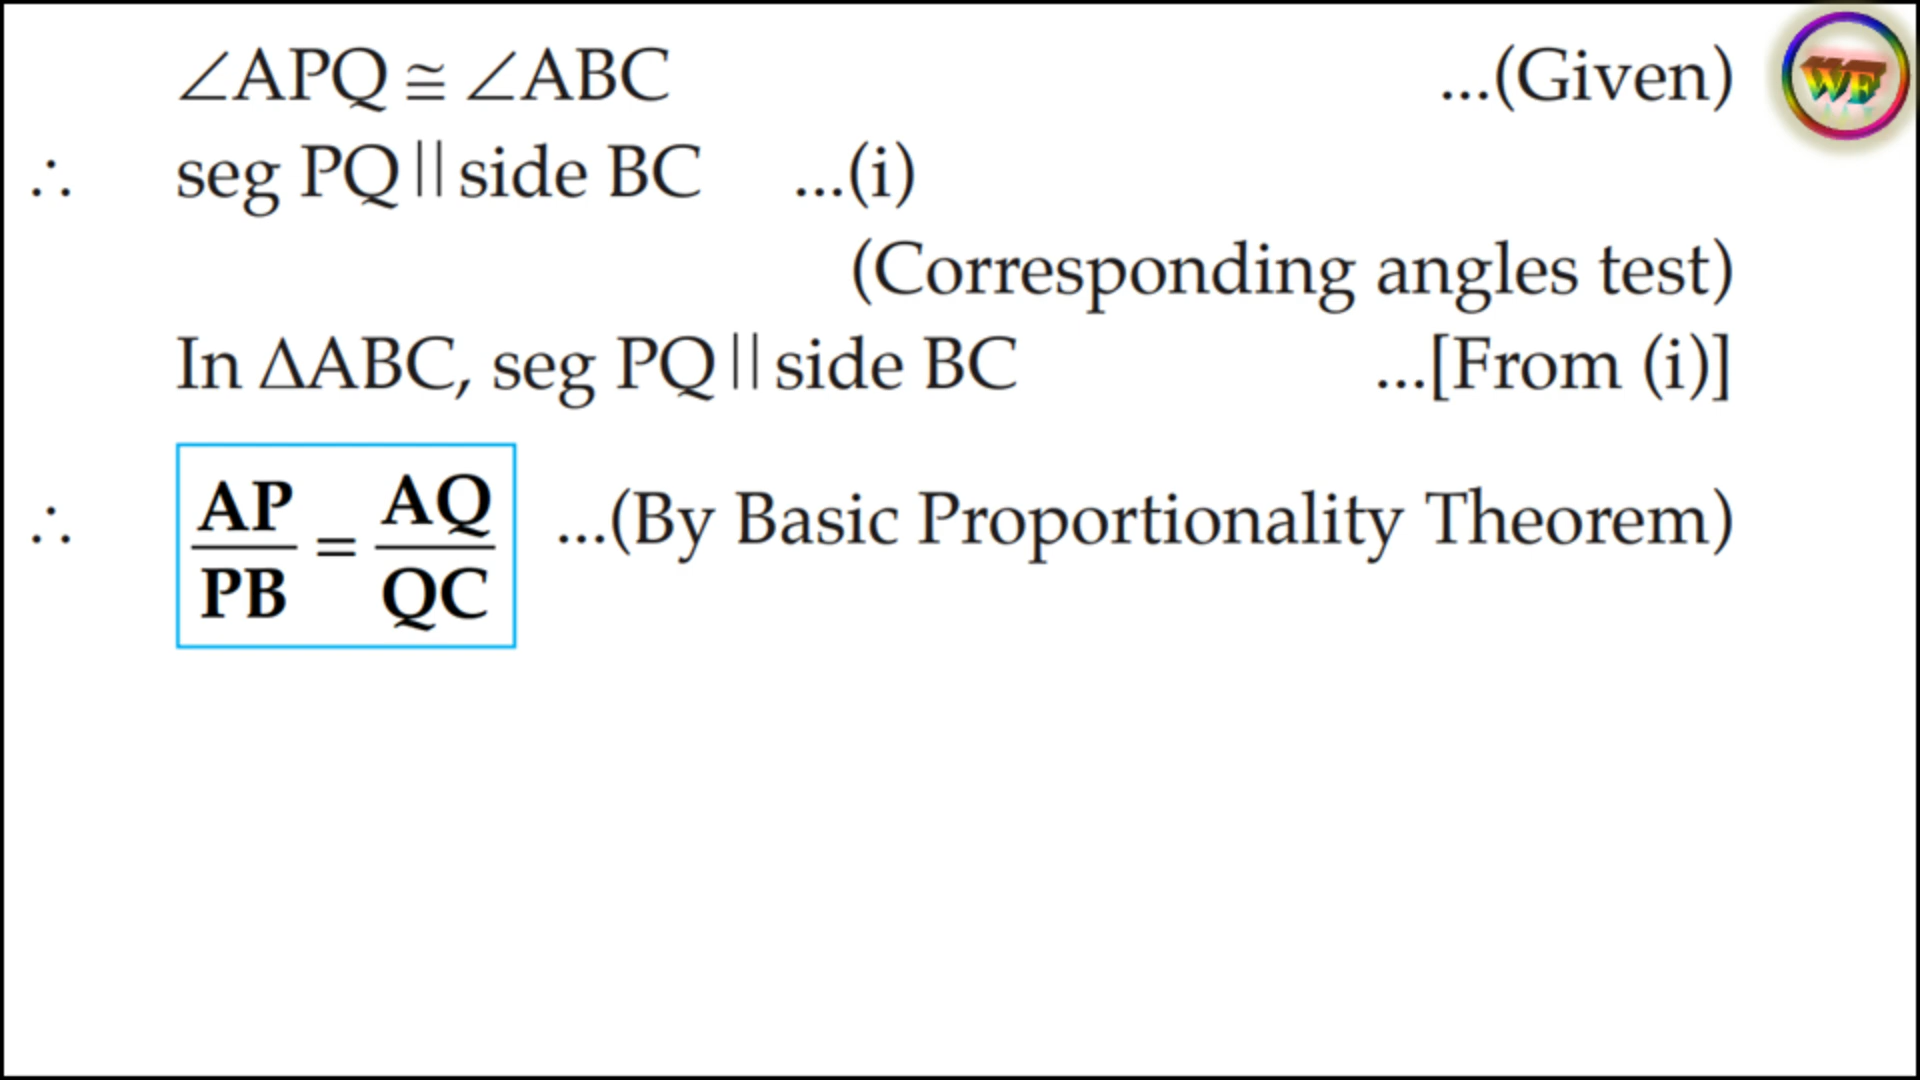 ∠APQ ≅ ∠ABC ...(Given)
∴ seg PQ || side BC ...(i)
(Corresponding angles test)
In ΔABC, seg PQ || side BC ...[From (i)]
∴ AP/PB = AQ/QC ...(By Basic Proportionality Theorem)
WE